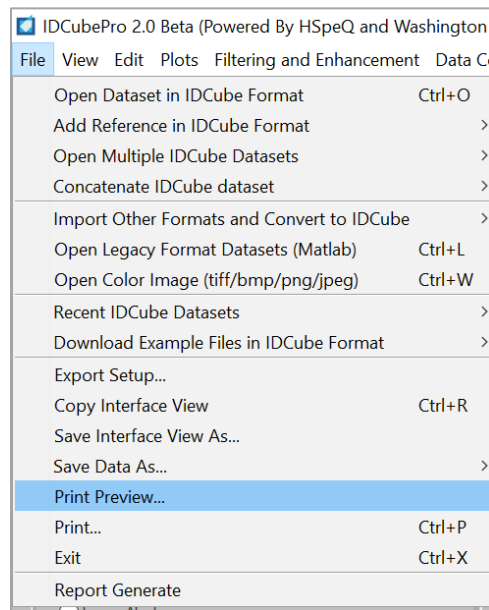 IDCubePro 2.0 Beta (Powered By HSpeQ and Washington
File View Edit Plots Filtering and Enhancement Data
Open Dataset in IDCube Format Ctrl+O
Add Reference in IDCube Format >
Open Multiple IDCube Datasets >
Concatenate IDCube dataset >
Import Other Formats and Convert to IDCube >
Open Legacy Format Datasets (Matlab) Ctrl+L
Open Color Image (tiff/bmp/png/jpeg) Ctrl+W
Recent IDCube Datasets >
Download Example Files in IDCube Format >
Export Setup...
Copy Interface View Ctrl+R
Save Interface View As...
Save Data As... >
Print Preview...
Print... Ctrl+P
Exit Ctrl+X
Report Generate